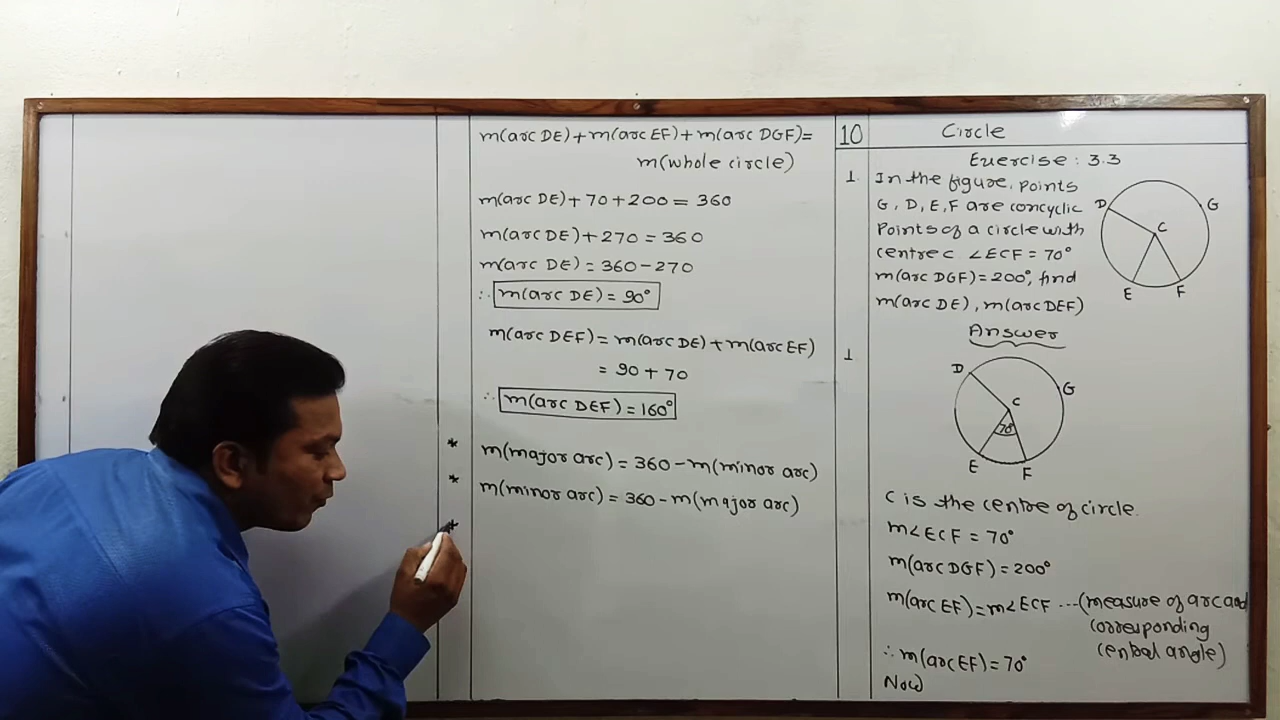 10 Circle
Exercise : 3.3
1. In the figure, points
G, D, E, F are concyclic
Points of a circle with
centre C ∠ECF = 70°
m(arc DGF) = 200°, find
m(arc DE), m(arc DEF)
D
G
C
E
F
Answer
1
D
G
C
70°
E
F
C is the centre of circle.
m∠ECF = 70°
m(arc DGF) = 200°
m(arc EF) = m∠ECF ---(measure of arc and
corresponding
central angle)
∴ m(arc EF) = 70°
Now
m(arc DE) + m(arc EF) + m(arc DGF) =
m(whole circle)
m(arc DE) + 70 + 200 = 360
m(arc DE) + 270 = 360
m(arc DE) = 360 - 270
∴ m(arc DE) = 90°
m(arc DEF) = m(arc DE) + m(arc EF)
= 90 + 70
∴ m(arc DEF) = 160°
* m(major arc) = 360 - m(minor arc)
* m(minor arc) = 360 - m(major arc)
*